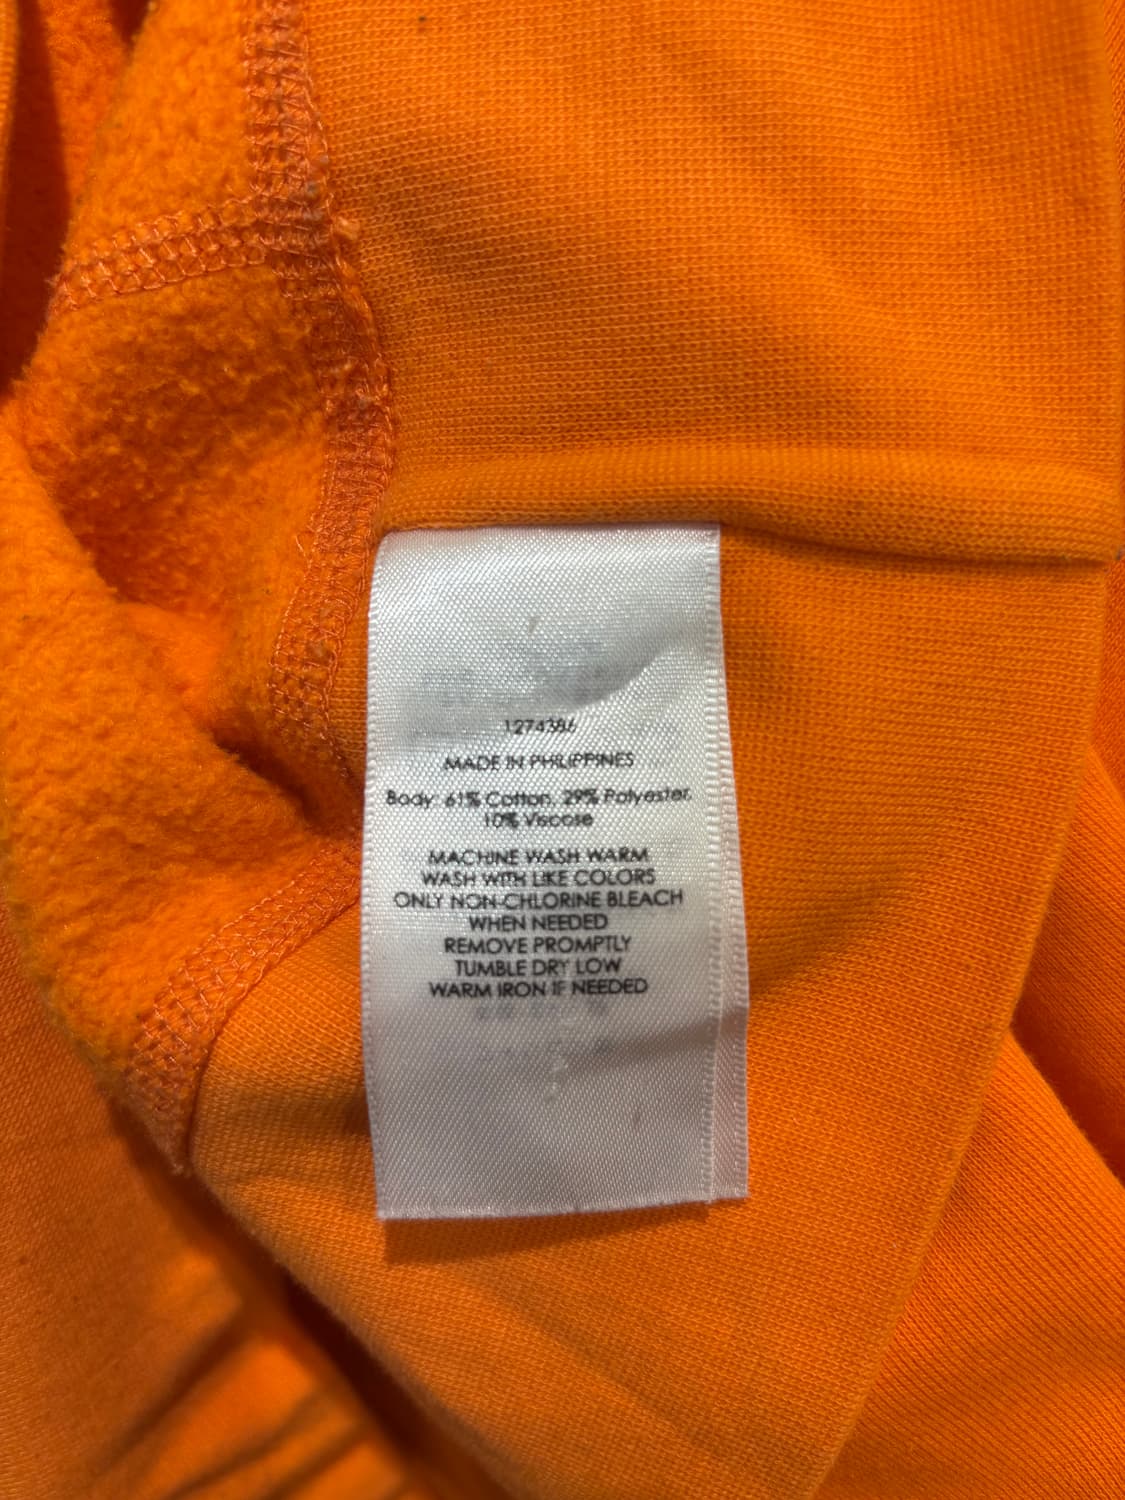 1274386
MADE IN PHILIPPINES
Body: 61% Cotton, 29% Polyester,
10% Viscose
MACHINE WASH WARM
WASH WITH LIKE COLORS
ONLY NON-CHLORINE BLEACH
WHEN NEEDED
REMOVE PROMPTLY
TUMBLE DRY LOW
WARM IRON IF NEEDED